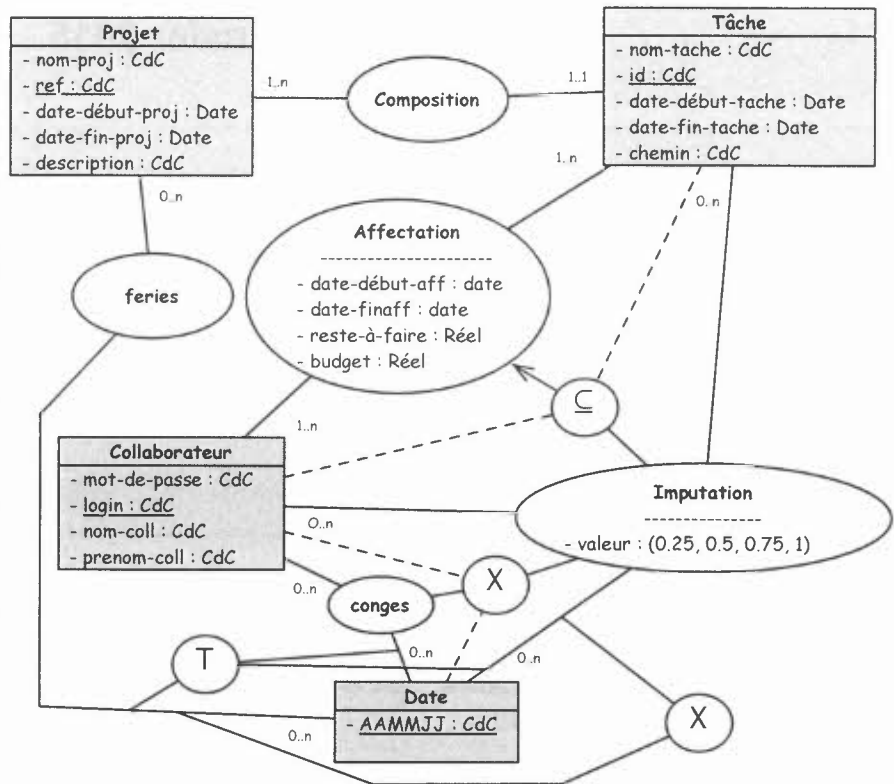 Projet
- nom-proj : CdC
- ref : CdC
- date-début-proj : Date
- date-fin-proj : Date
- description : CdC
1..n
Composition
1..1
Tâche
- nom-tache : CdC
- id : CdC
- date-début-tache : Date
- date-fin-tache : Date
- chemin : CdC
0..n
1..n
0..n
feries
Affectation
-----------------------
- date-début-aff : date
- date-finaff : date
- reste-à-faire : Réel
- budget : Réel
⊆
1..n
Collaborateur
- mot-de-passe : CdC
- login : CdC
- nom-coll : CdC
- prenom-coll : CdC
0..n
Imputation
--------------
- valeur : (0.25, 0.5, 0.75, 1)
X
0..n
conges
T
0..n
0..n
Date
- AAMMJJ : CdC
0..n
X